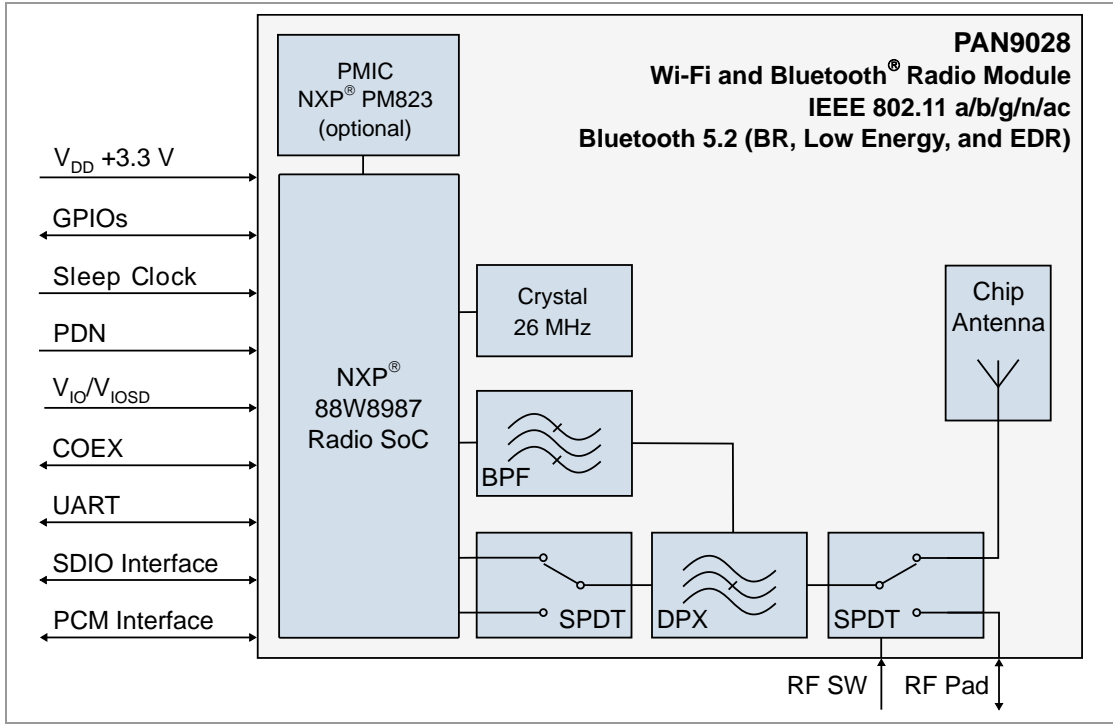 PAN9028
Wi-Fi and Bluetooth® Radio Module
IEEE 802.11 a/b/g/n/ac
Bluetooth 5.2 (BR, Low Energy, and EDR)
PMIC
NXP® PM823
(optional)
VDD +3.3 V
GPIOs
Sleep Clock
PDN
VIO/VIOSD
COEX
UART
SDIO Interface
PCM Interface
NXP®
88W8987
Radio SoC
Crystal
26 MHz
Chip
Antenna
BPF
SPDT
DPX
SPDT
RF SW
RF Pad